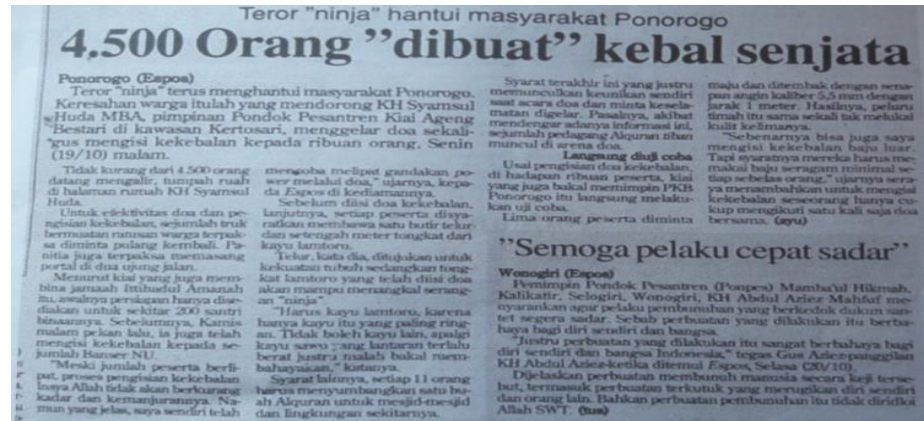 Teror "ninja" hantui masyarakat Ponorogo
4.500 Orang "dibuat" kebal senjata
Ponorogo (Espos)
Teror "ninja" terus menghantui masyarakat Ponorogo.
Keresahan warga itulah yang mendorong KH Syamsul
Huda MBA, pimpinan Pondok Pesantren Kiai Ageng
Bestari di kawasan Kertosari, menggelar doa sekali-
gus mengisi kekebalan kepada ribuan orang. Senin
(19/10) malam.
Tidak kurang dari 4.500 orang
datang mengalir, tumpah ruah
di halaman rumah KH Syamsul
Huda.
Untuk efektivitas doa dan pe-
ngisian kekebalan, sejumlah truk
bermuatan ratusan warga terpak-
sa diminta pulang kembali. Pa-
nitia juga terpaksa memasang
portal di dua ujung jalan.
Menurut kiai yang juga mem-
bina jamaah Ittihadul Amanah
itu, awalnya persiapan hanya dise-
diakan untuk sekitar 200 santri
binaannya. Sebelumnya, Kamis
malam pekan lalu, ia juga telah
mengisi kekebalan kepada se-
jumlah Banser NU.
"Meski jumlah peserta berli-
pat, proses pengisian kekebalan
Insya Allah tidak akan berkurang
kadar dan kemanjurannya. Na-
mun yang jelas, saya sendiri telah
mencoba melipat gandakan po-
wer melalui doa," ujarnya, kepa-
da Espos di kediamannya.
Sebelum diisi doa kekebalan,
lanjutnya, setiap peserta disya-
ratkan membawa satu butir telur
dan setengah meter tongkat dari
kayu lamtoro.
Telur, kata dia, ditujukan untuk
kekuatan tubuh sedangkan tong-
kat lamtoro yang telah diisi doa
akan mampu menangkal serang-
an "ninja".
"Harus kayu lamtoro, karena
hanya kayu itu yang paling ring-
an. Tidak boleh kayu lain, apalagi
kayu sawo yang lantaran terlalu
berat justru malah bakal mem-
bahayakan," katanya.
Syarat lainnya, setiap 11 orang
harus menyumbangkan satu bu-
ah Alquran untuk mesjid-mesjid
dan lingkungan sekitarnya.
Syarat terakhir ini yang justru
memunculkan keunikan sendiri
saat acara doa dan minta kesela-
matan digelar. Pasalnya, akibat
mendengar adanya informasi ini,
sejumlah pedagang Alquran tiban
muncul di arena doa.
Langsung diuji coba
Usai pengisian doa kekebalan,
di hadapan ribuan peserta, kiai
yang juga bakal memimpin PKB
Ponorogo itu langsung melaku-
kan uji coba.
Lima orang peserta diminta
maju dan ditembak dengan sena-
pan angin kaliber 5,5 mm dengan
jarak 1 meter. Hasilnya, peluru
timah itu sama sekali tak melukai
kulit kelimanya.
"Sebenarnya bisa juga saya
mengisi kekebalan baju luar.
Tapi syaratnya mereka harus me-
makai baju seragam minimal se-
tiap sebelas orang," ujarnya sera-
ya menambahkan untuk mengisi
kekebalan seseorang hanya cu-
kup mengikuti satu kali saja doa
bersama. (ayu)
"Semoga pelaku cepat sadar"
Wonogiri (Espos)
Pemimpin Pondok Pesantren (Ponpes) Mamba'ul Hikmah,
Kalikatir, Selogiri, Wonogiri, KH Abdul Aziez Mahfuf me-
nyarankan agar pelaku pembunuhan yang berkedok dukun san-
tet segera sadar. Sebab perbuatan yang dilakukan itu berba-
haya bagi diri sendiri dan bangsa.
"Justru perbuatan yang dilakukan itu sangat berbahaya bagi
diri sendiri dan bangsa Indonesia," tegas Gus Aziez-panggilan
KH Abdul Aziez-ketika ditemui Espos, Selasa (20/10).
Dijelaskan perbuatan membunuh manusia secara keji terse-
but, termasuk perbuatan terkutuk yang merugikan diri sendiri
dan orang lain. Bahkan perbuatan pembunuhan itu tidak diridloi
Allah SWT. (tus)